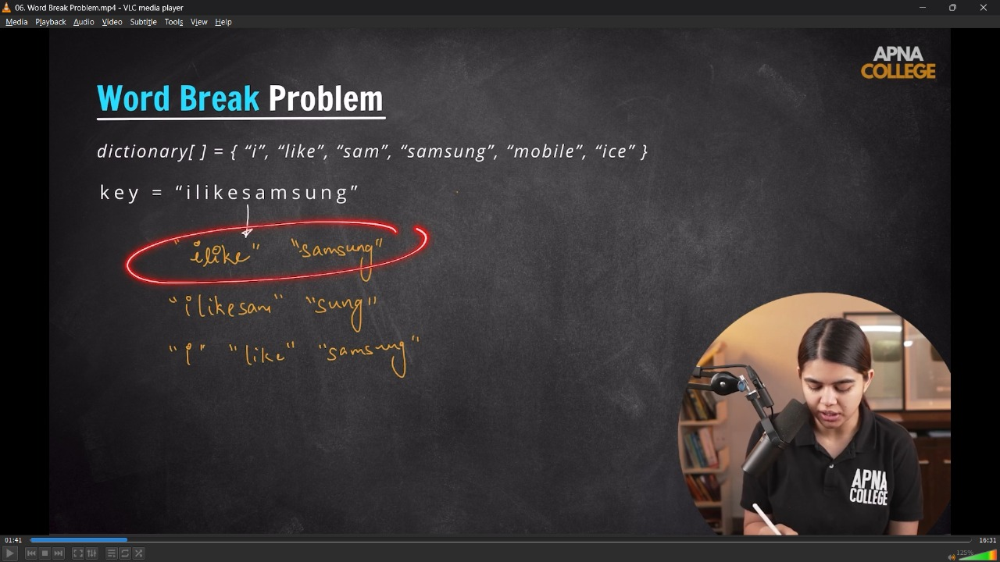 06. Word Break Problem.mp4 - VLC media player
Media Playback Audio Video Subtitle Tools View Help
APNA
COLLEGE
Word Break Problem
dictionary[ ] = { “i”, “like”, “sam”, “samsung”, “mobile”, “ice” }
key = “ilikesamsung”
"ilike" "samsung"
"ilikesam" "sung"
"i" "like" "samsung"
APNA
COLLEGE
01:41 16:31
125%